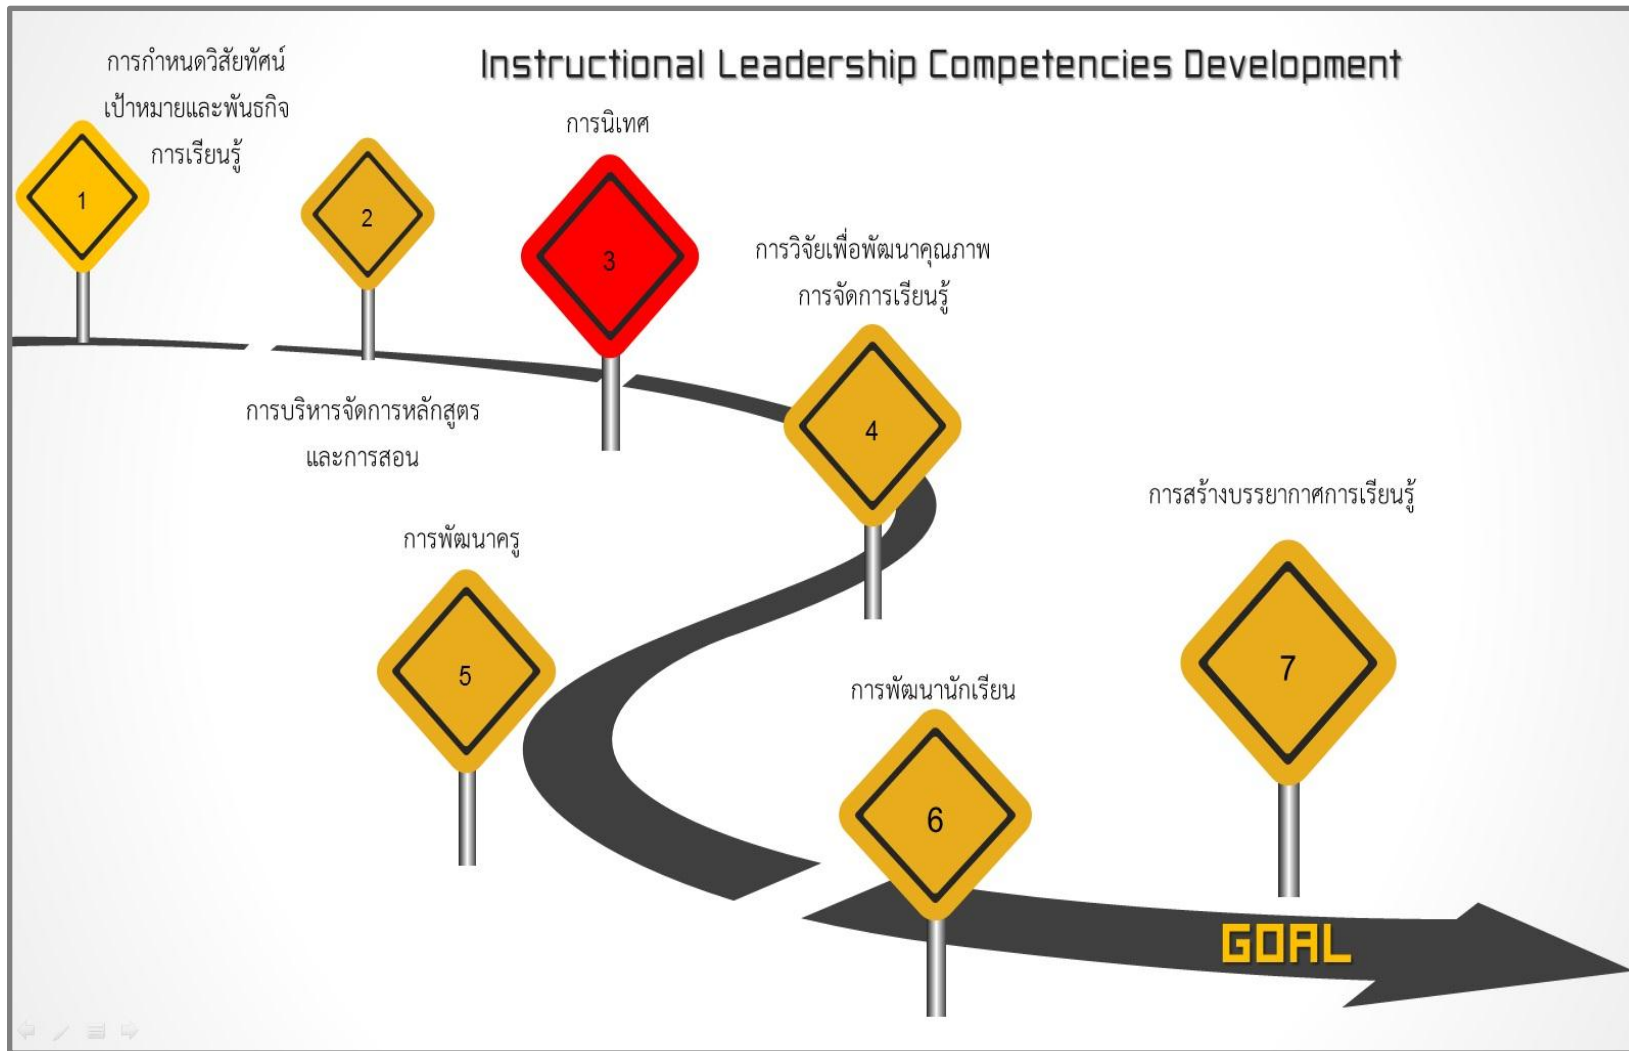 Instructional Leadership Competencies Development
การกำหนดวิสัยทัศน์
เป้าหมายและพันธกิจ
การเรียนรู้
1
2
การบริหารจัดการหลักสูตร
และการสอน
การนิเทศ
3
การวิจัยเพื่อพัฒนาคุณภาพ
การจัดการเรียนรู้
4
การพัฒนาครู
5
การพัฒนานักเรียน
6
การสร้างบรรยากาศการเรียนรู้
7
GOAL